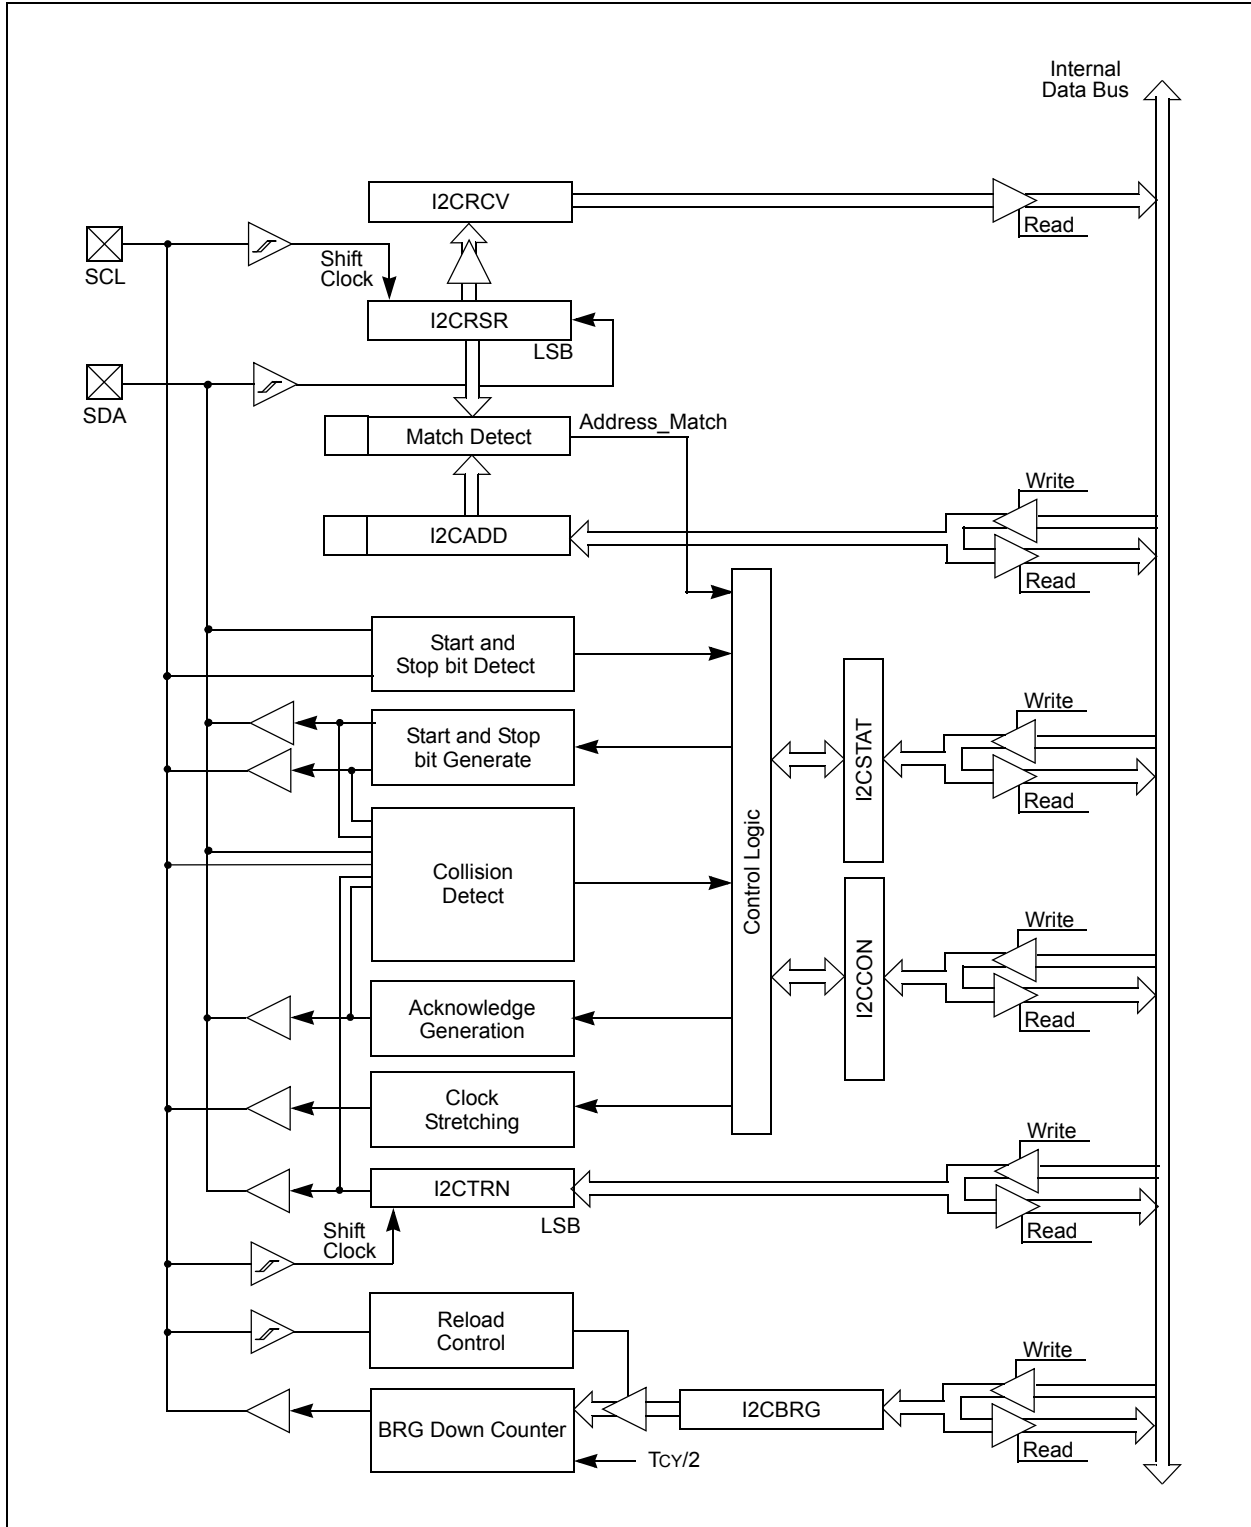 Internal
Data Bus
I2CRCV
Read
SCL
Shift
Clock
I2CRSR
LSB
SDA
Match Detect
Address_Match
Write
I2CADD
Read
Start and
Stop bit Detect
Start and Stop
bit Generate
Write
I2CSTAT
Read
Collision
Detect
Control Logic
Write
I2CCON
Read
Acknowledge
Generation
Clock
Stretching
Write
I2CTRN
LSB
Read
Shift
Clock
Reload
Control
Write
BRG Down Counter
I2CBRG
Read
TCY/2